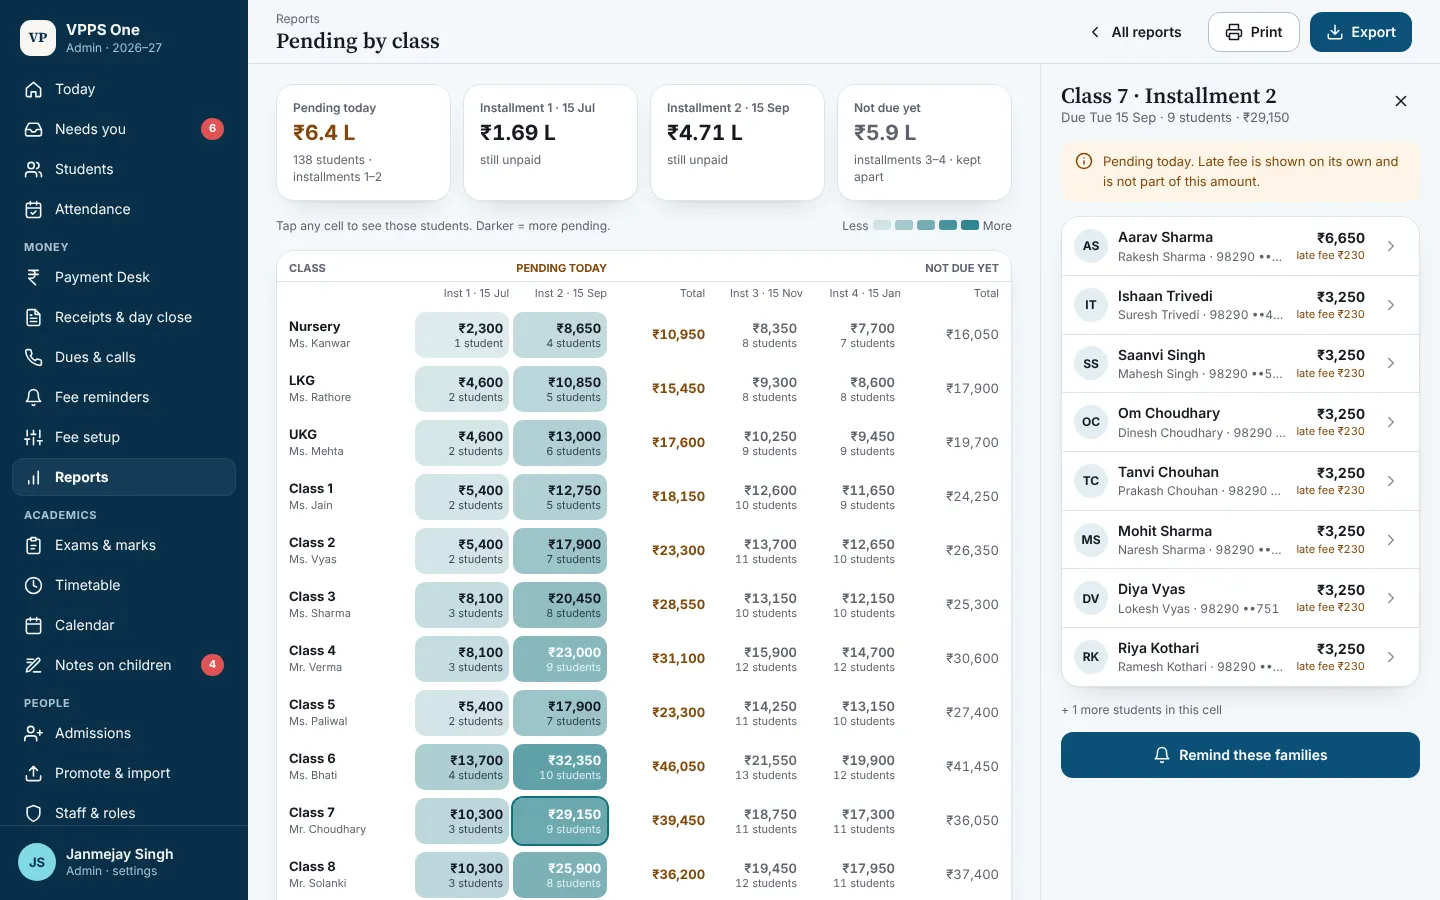 VP
VPPS One
Admin · 2026–27
Today
Needs you
6
Students
Attendance
MONEY
Payment Desk
Receipts & day close
Dues & calls
Fee reminders
Fee setup
Reports
ACADEMICS
Exams & marks
Timetable
Calendar
Notes on children
4
PEOPLE
Admissions
Promote & import
Staff & roles
JS
Janmejay Singh
Admin · settings
Reports
Pending by class
All reports
Print
Export
Pending today
₹6.4 L
138 students ·
installments 1–2
Installment 1 · 15 Jul
₹1.69 L
still unpaid
Installment 2 · 15 Sep
₹4.71 L
still unpaid
Not due yet
₹5.9 L
installments 3–4 · kept
apart
Tap any cell to see those students. Darker = more pending.
Less
More
CLASS PENDING TODAY NOT DUE YET
Inst 1 · 15 Jul Inst 2 · 15 Sep Total Inst 3 · 15 Nov Inst 4 · 15 Jan Total
Nursery ₹2,300 ₹8,650 ₹10,950 ₹8,350 ₹7,700 ₹16,050
Ms. Kanwar 1 student 4 students 8 students 7 students
LKG ₹4,600 ₹10,850 ₹15,450 ₹9,300 ₹8,600 ₹17,900
Ms. Rathore 2 students 5 students 8 students 8 students
UKG ₹4,600 ₹13,000 ₹17,600 ₹10,250 ₹9,450 ₹19,700
Ms. Mehta 2 students 6 students 9 students 9 students
Class 1 ₹5,400 ₹12,750 ₹18,150 ₹12,600 ₹11,650 ₹24,250
Ms. Jain 2 students 5 students 10 students 9 students
Class 2 ₹5,400 ₹17,900 ₹23,300 ₹13,700 ₹12,650 ₹26,350
Ms. Vyas 2 students 7 students 11 students 10 students
Class 3 ₹8,100 ₹20,450 ₹28,550 ₹13,150 ₹12,150 ₹25,300
Ms. Sharma 3 students 8 students 10 students 10 students
Class 4 ₹8,100 ₹23,000 ₹31,100 ₹15,900 ₹14,700 ₹30,600
Mr. Verma 3 students 9 students 12 students 12 students
Class 5 ₹5,400 ₹17,900 ₹23,300 ₹14,250 ₹13,150 ₹27,400
Ms. Paliwal 2 students 7 students 11 students 10 students
Class 6 ₹13,700 ₹32,350 ₹46,050 ₹21,550 ₹19,900 ₹41,450
Ms. Bhati 4 students 10 students 13 students 12 students
Class 7 ₹10,300 ₹29,150 ₹39,450 ₹18,750 ₹17,300 ₹36,050
Mr. Choudhary 3 students 9 students 11 students 11 students
Class 8 ₹10,300 ₹25,900 ₹36,200 ₹19,450 ₹17,950 ₹37,400
Mr. Solanki 3 students 8 students 12 students 11 students
Class 7 · Installment 2
Due Tue 15 Sep · 9 students · ₹29,150
Pending today. Late fee is shown on its own and
is not part of this amount.
AS Aarav Sharma ₹6,650
Rakesh Sharma · 98290 ••... late fee ₹230
IT Ishaan Trivedi ₹3,250
Suresh Trivedi · 98290 ••4... late fee ₹230
SS Saanvi Singh ₹3,250
Mahesh Singh · 98290 ••5... late fee ₹230
OC Om Choudhary ₹3,250
Dinesh Choudhary · 98290 ... late fee ₹230
TC Tanvi Chouhan ₹3,250
Prakash Chouhan · 98290 ... late fee ₹230
MS Mohit Sharma ₹3,250
Naresh Sharma · 98290 ••... late fee ₹230
DV Diya Vyas ₹3,250
Lokesh Vyas · 98290 ••751 late fee ₹230
RK Riya Kothari ₹3,250
Ramesh Kothari · 98290 ••... late fee ₹230
+ 1 more students in this cell
Remind these families